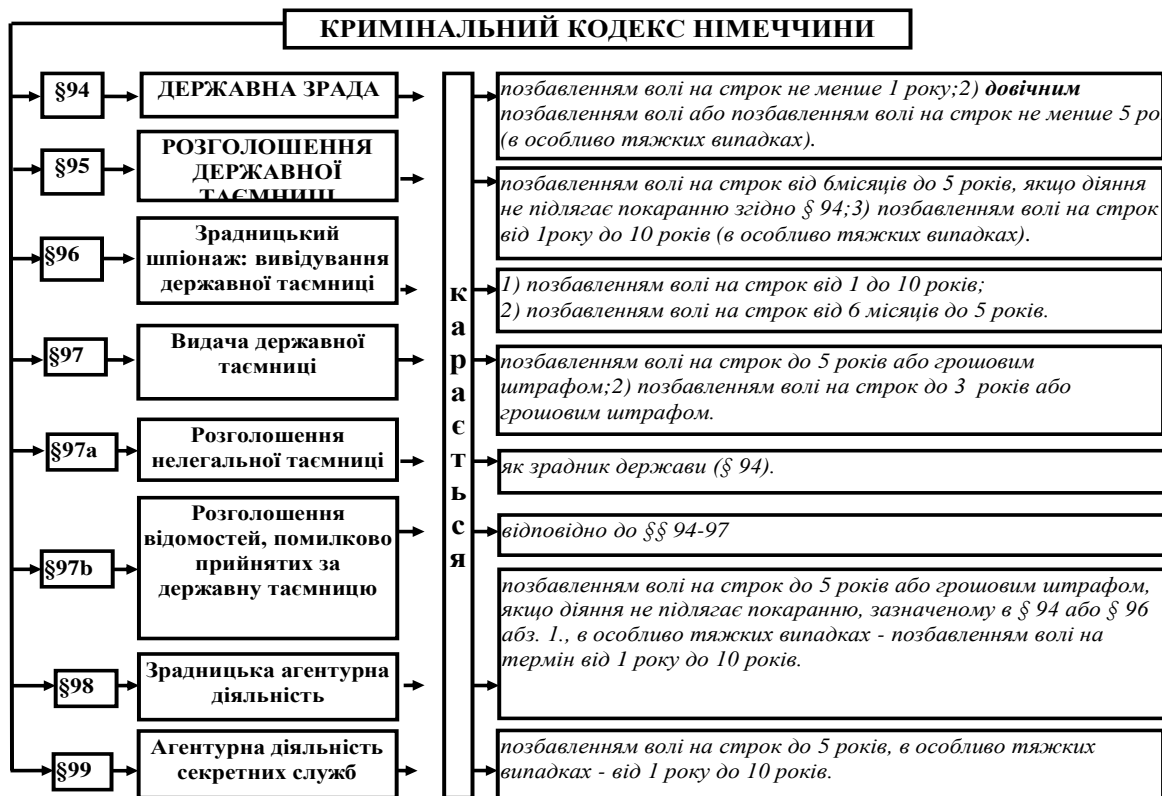 КРИМІНАЛЬНИЙ КОДЕКС НІМЕЧЧИНИ
§94
ДЕРЖАВНА ЗРАДА
позбавленням волі на строк не менше 1 року;2) довічним
позбавленням волі або позбавленням волі на строк не менше 5 ро
(в особливо тяжких випадках).
§95
РОЗГОЛОШЕННЯ
ДЕРЖАВНОЇ
ТАЄМНИЦІ
позбавленням волі на строк від 6місяців до 5 років, якщо діяння
не підлягає покаранню згідно § 94;3) позбавленням волі на строк
від 1року до 10 років (в особливо тяжких випадках).
§96
Зрадницький
шпіонаж: вивідування
державної таємниці
1) позбавленням волі на строк від 1 до 10 років;
2) позбавленням волі на строк від 6 місяців до 5 років.
§97
Видача державної
таємниці
позбавленням волі на строк до 5 років або грошовим
штрафом;2) позбавленням волі на строк до 3 років або
грошовим штрафом.
§97a
Розголошення
нелегальної таємниці
як зрадник держави (§ 94).
§97b
Розголошення
відомостей, помилково
прийнятих за
державну таємницю
відповідно до §§ 94-97
§98
Зрадницька агентурна
діяльність
позбавленням волі на строк до 5 років або грошовим штрафом,
якщо діяння не підлягає покаранню, зазначеному в § 94 або § 96
абз. 1., в особливо тяжких випадках - позбавленням волі на
термін від 1 року до 10 років.
§99
Агентурна діяльність
секретних служб
позбавленням волі на строк до 5 років, в особливо тяжких
випадках - від 1 року до 10 років.
карається